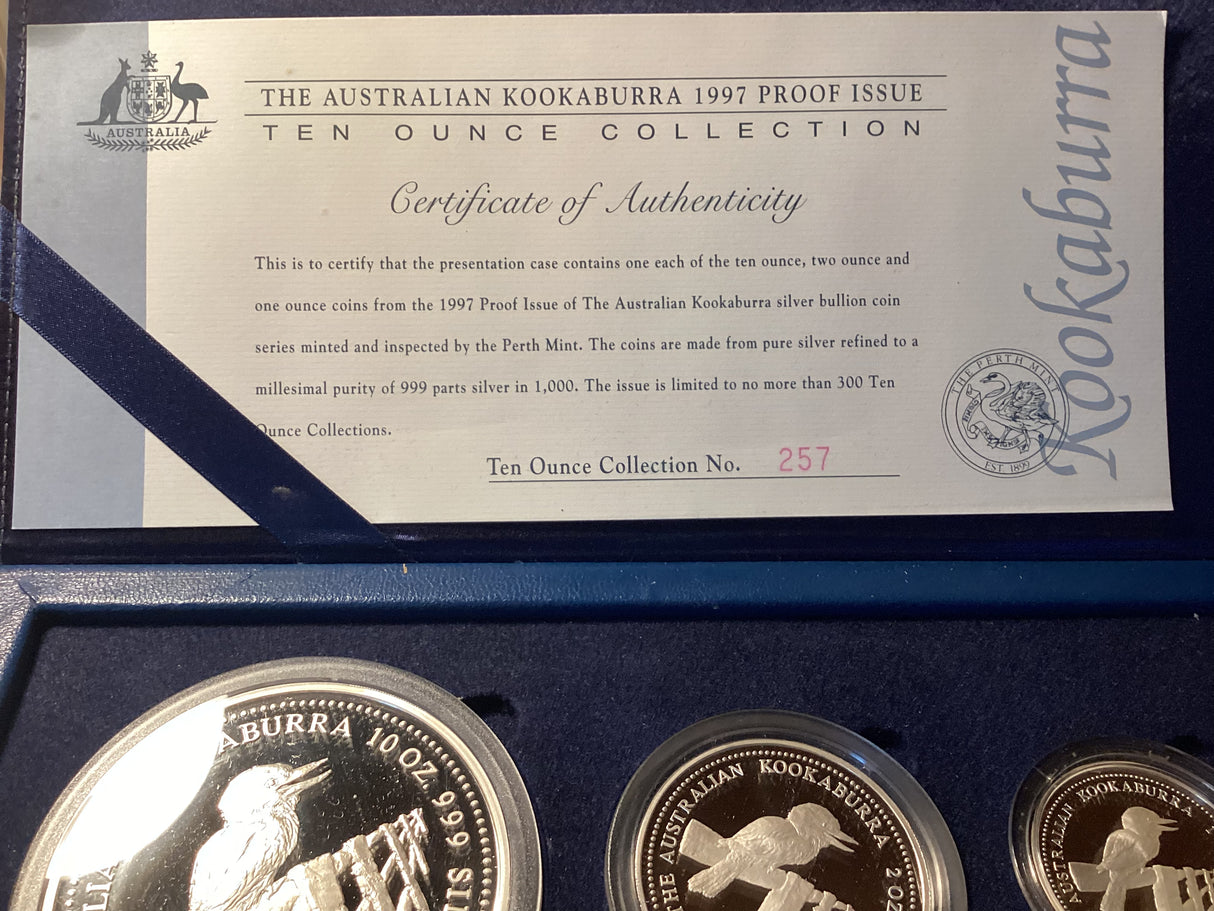 AUSTRALIA
THE AUSTRALIAN KOOKABURRA 1997 PROOF ISSUE
TEN OUNCE COLLECTION
Certificate of Authenticity
This is to certify that the presentation case contains one each of the ten ounce, two ounce and
one ounce coins from the 1997 Proof Issue of The Australian Kookaburra silver bullion coin
series minted and inspected by the Perth Mint. The coins are made from pure silver refined to a
millesimal purity of 999 parts silver in 1,000. The issue is limited to no more than 300 Ten
Ounce Collections.
Ten Ounce Collection No. 257
Kookaburra
THE PERTH MINT
EST. 1899
ABURRA 10 OZ. 999 SIL
THE AUSTRALIAN KOOKABURRA 2 OZ
AUSTRALIAN KOOKABURRA